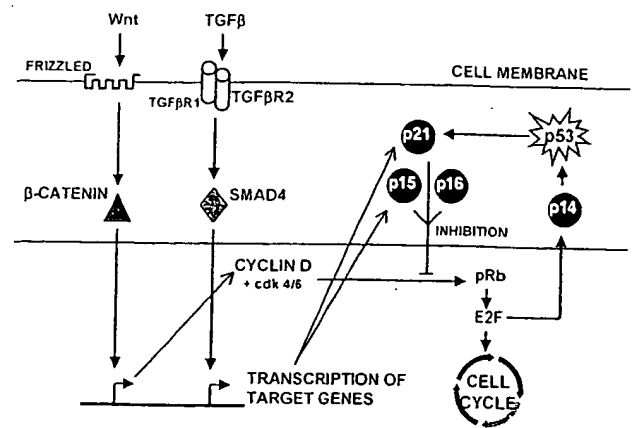 Wnt
TGFβ
FRIZZLED
CELL MEMBRANE
TGFβR1
TGFβR2
p21
p53
p15
p16
p14
β-CATENIN
SMAD4
INHIBITION
CYCLIN D
+ cdk 4/6
pRb
E2F
TRANSCRIPTION OF
TARGET GENES
CELL
CYCLE